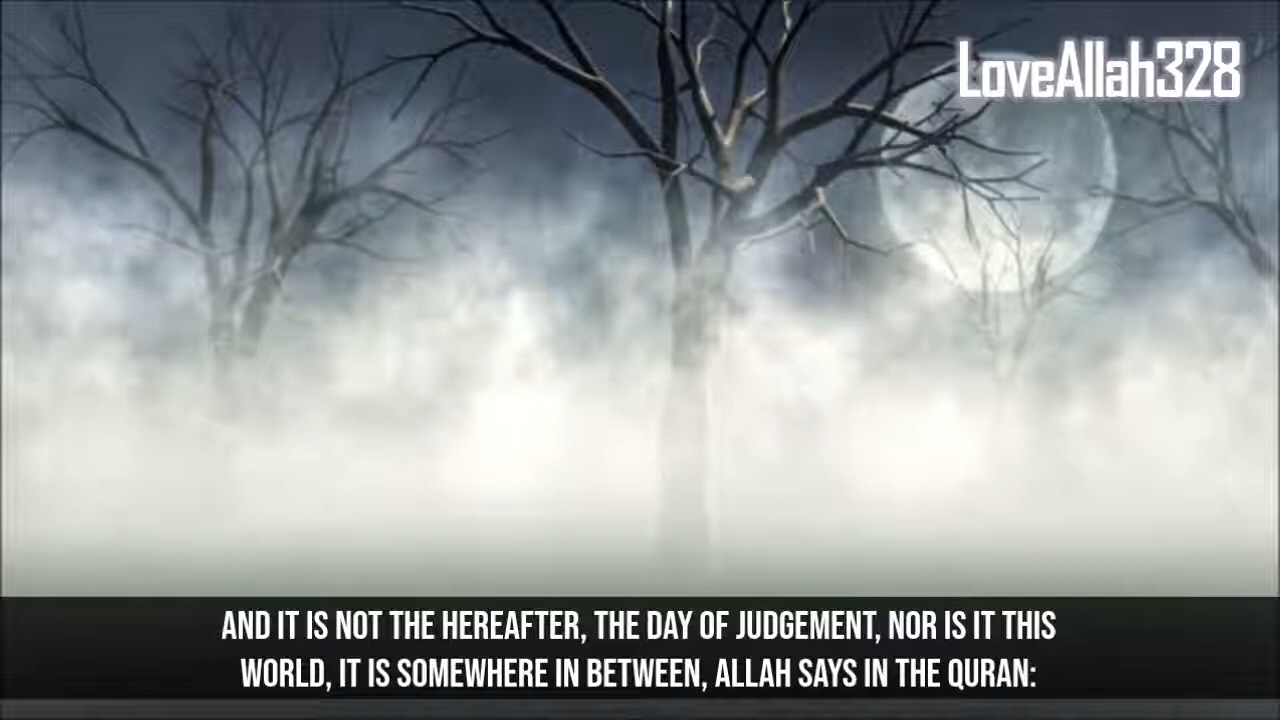 LoveAllah328
AND IT IS NOT THE HEREAFTER, THE DAY OF JUDGEMENT, NOR IS IT THIS
WORLD, IT IS SOMEWHERE IN BETWEEN, ALLAH SAYS IN THE QURAN: